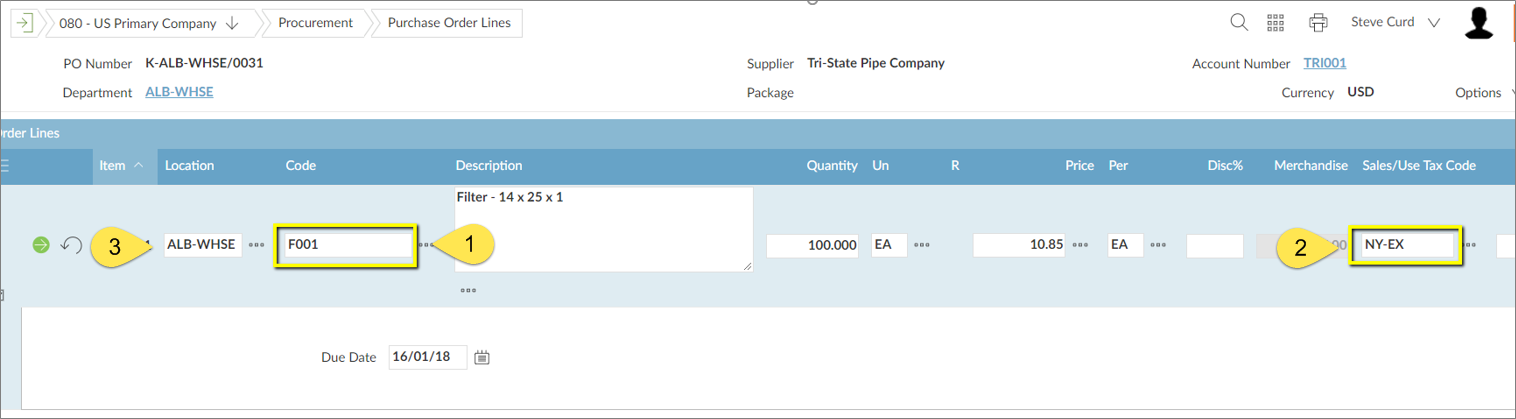 080 - US Primary Company Procurement Purchase Order Lines Steve Curd
PO Number K-ALB-WHSE/0031 Supplier Tri-State Pipe Company Account Number TRI001
Department ALB-WHSE Package Currency USD Options
rder Lines
Item Location Code Description Quantity Un R Price Per Disc% Merchandise Sales/Use Tax Code
Filter - 14 x 25 x 1
3 ALB-WHSE F001 1 100.000 EA 10.85 EA 2 NY-EX
Due Date 16/01/18